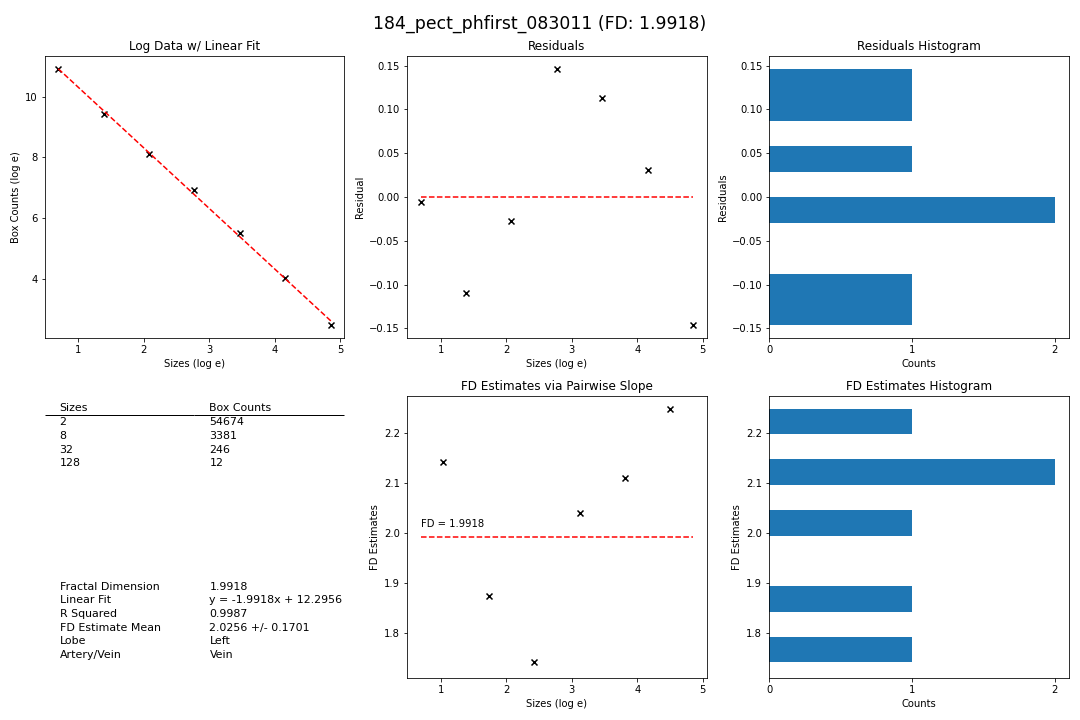 184_pect_phfirst_083011 (FD: 1.9918)
Log Data w/ Linear Fit
Box Counts (log e)
10
8
6
4
1 2 3 4 5
Sizes (log e)
Residuals
Residual
0.15
0.10
0.05
0.00
−0.05
−0.10
−0.15
1 2 3 4 5
Sizes (log e)
Residuals Histogram
Residuals
0.15
0.10
0.05
0.00
−0.05
−0.10
−0.15
0 1 2
Counts
Sizes Box Counts
2 54674
8 3381
32 246
128 12
Fractal Dimension 1.9918
Linear Fit y = -1.9918x + 12.2956
R Squared 0.9987
FD Estimate Mean 2.0256 +/- 0.1701
Lobe Left
Artery/Vein Vein
FD Estimates via Pairwise Slope
FD Estimates
2.2
2.1
2.0
1.9
1.8
FD = 1.9918
1 2 3 4 5
Sizes (log e)
FD Estimates Histogram
FD Estimates
2.2
2.1
2.0
1.9
1.8
0 1 2
Counts